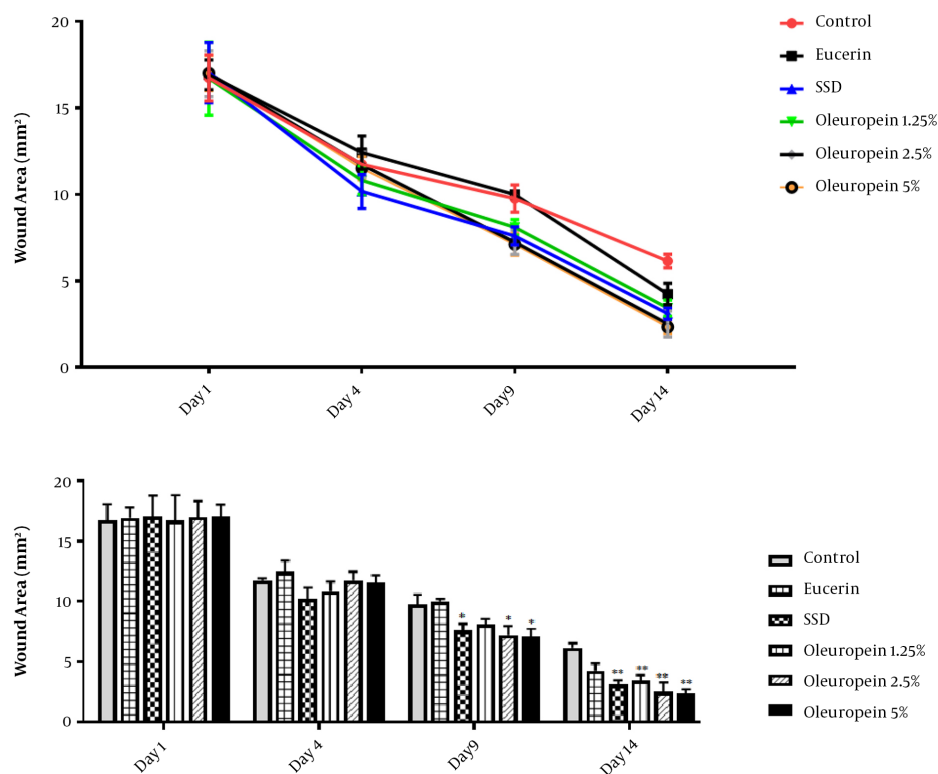 20
15
10
5
0
Wound Area (mm²)
Day 1
Day 4
Day9
Day 14
Control
Eucerin
SSD
Oleuropein 1.25%
Oleuropein 2.5%
Oleuropein 5%
20
15
10
5
0
Wound Area (mm²)
* * *
** ** ** **
Day 1
Day 4
Day9
Day 14
Control
Eucerin
SSD
Oleuropein 1.25%
Oleuropein 2.5%
Oleuropein 5%